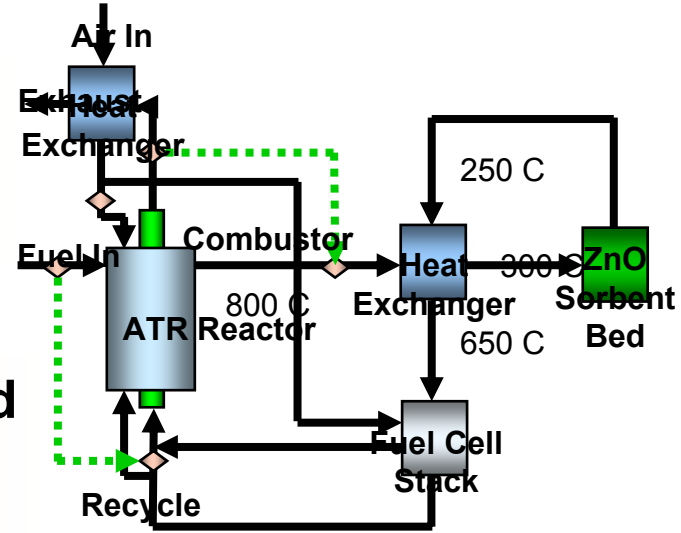 Air In
Exhaust
Heat
Exchanger
250 C
Combustor
Fuel In
Heat
Exchanger
300 C
ZnO
Sorbent
Bed
800 C
ATR Reactor
650 C
d
Fuel Cell
Stack
Recycle